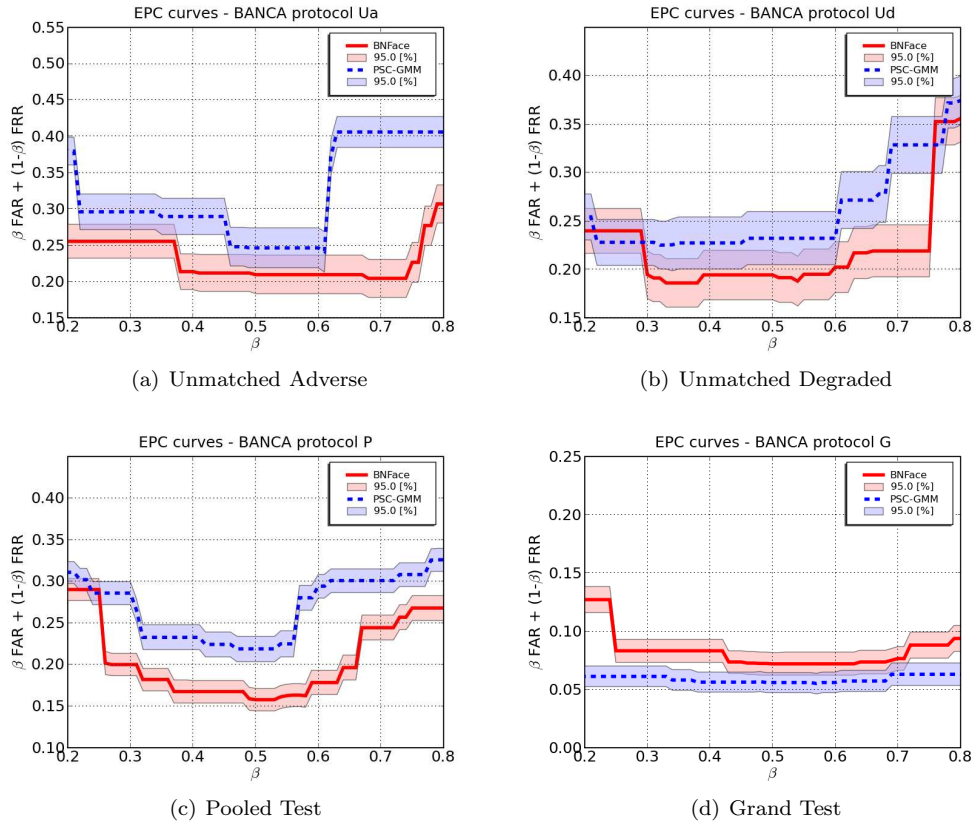 EPC curves - BANCA protocol Ua
0.55
0.50
0.45
0.40
0.35
0.30
0.25
0.20
0.15
β FAR + (1-β) FRR
BNFace
95.0 [%]
PSC-GMM
95.0 [%]
0.2 0.3 0.4 0.5 0.6 0.7 0.8
β
(a) Unmatched Adverse
EPC curves - BANCA protocol Ud
0.40
0.35
0.30
0.25
0.20
0.15
β FAR + (1-β) FRR
BNFace
95.0 [%]
PSC-GMM
95.0 [%]
0.2 0.3 0.4 0.5 0.6 0.7 0.8
β
(b) Unmatched Degraded
EPC curves - BANCA protocol P
0.40
0.35
0.30
0.25
0.20
0.15
0.10
β FAR + (1-β) FRR
BNFace
95.0 [%]
PSC-GMM
95.0 [%]
0.2 0.3 0.4 0.5 0.6 0.7 0.8
β
(c) Pooled Test
EPC curves - BANCA protocol G
0.25
0.20
0.15
0.10
0.05
0.00
β FAR + (1-β) FRR
BNFace
95.0 [%]
PSC-GMM
95.0 [%]
0.2 0.3 0.4 0.5 0.6 0.7 0.8
β
(d) Grand Test